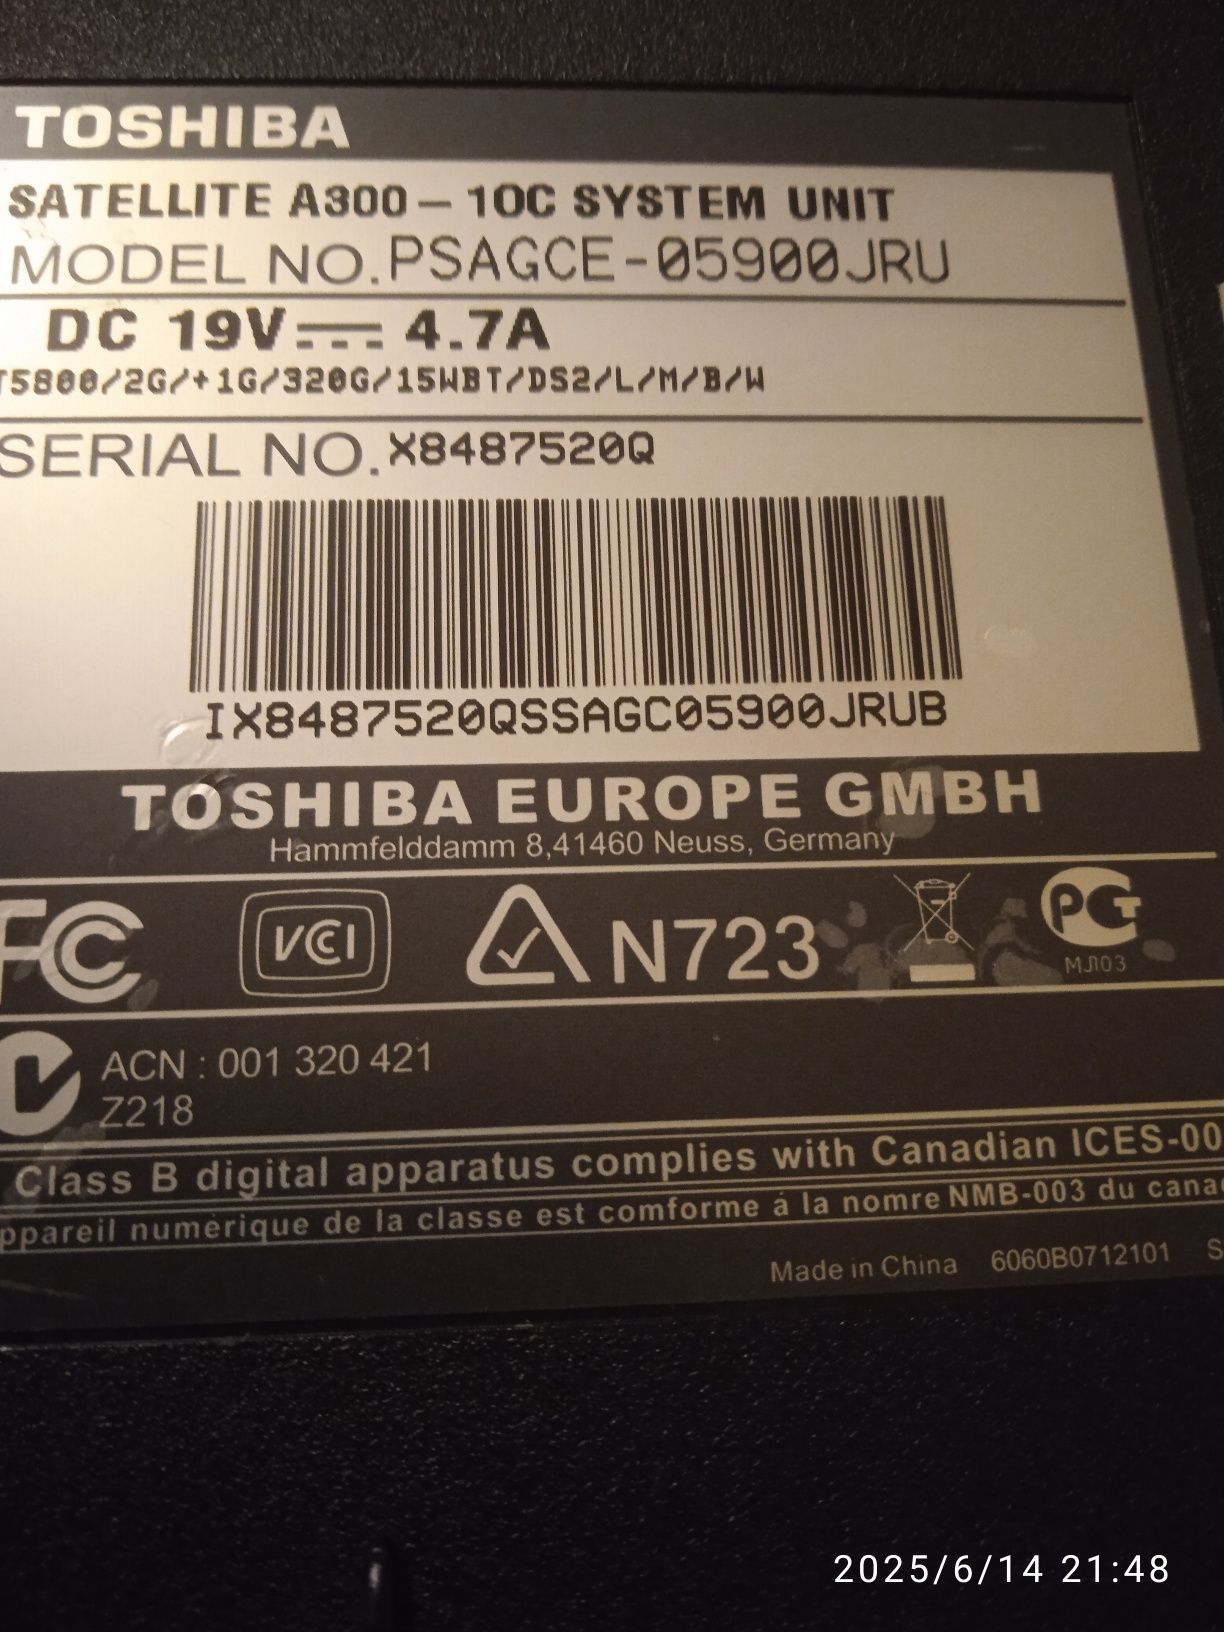 TOSHIBA
SATELLITE A300 – 10C SYSTEM UNIT
MODEL NO. PSAGCE-05900JRU
DC 19V 4.7A
T5800/2G/+1G/320G/15WBT/DS2/L/M/B/W
SERIAL NO. X8487520Q
IX8487520QSSAGC05900JRUB
TOSHIBA EUROPE GMBH
Hammfelddamm 8,41460 Neuss, Germany
FC VCI N723 РСТ
МЛ03
ACN : 001 320 421
Z218
Class B digital apparatus complies with Canadian ICES-00
ppareil numérique de la classe est comforme á la nomre NMB-003 du cana
Made in China 6060B0712101 S
2025/6/14 21:48